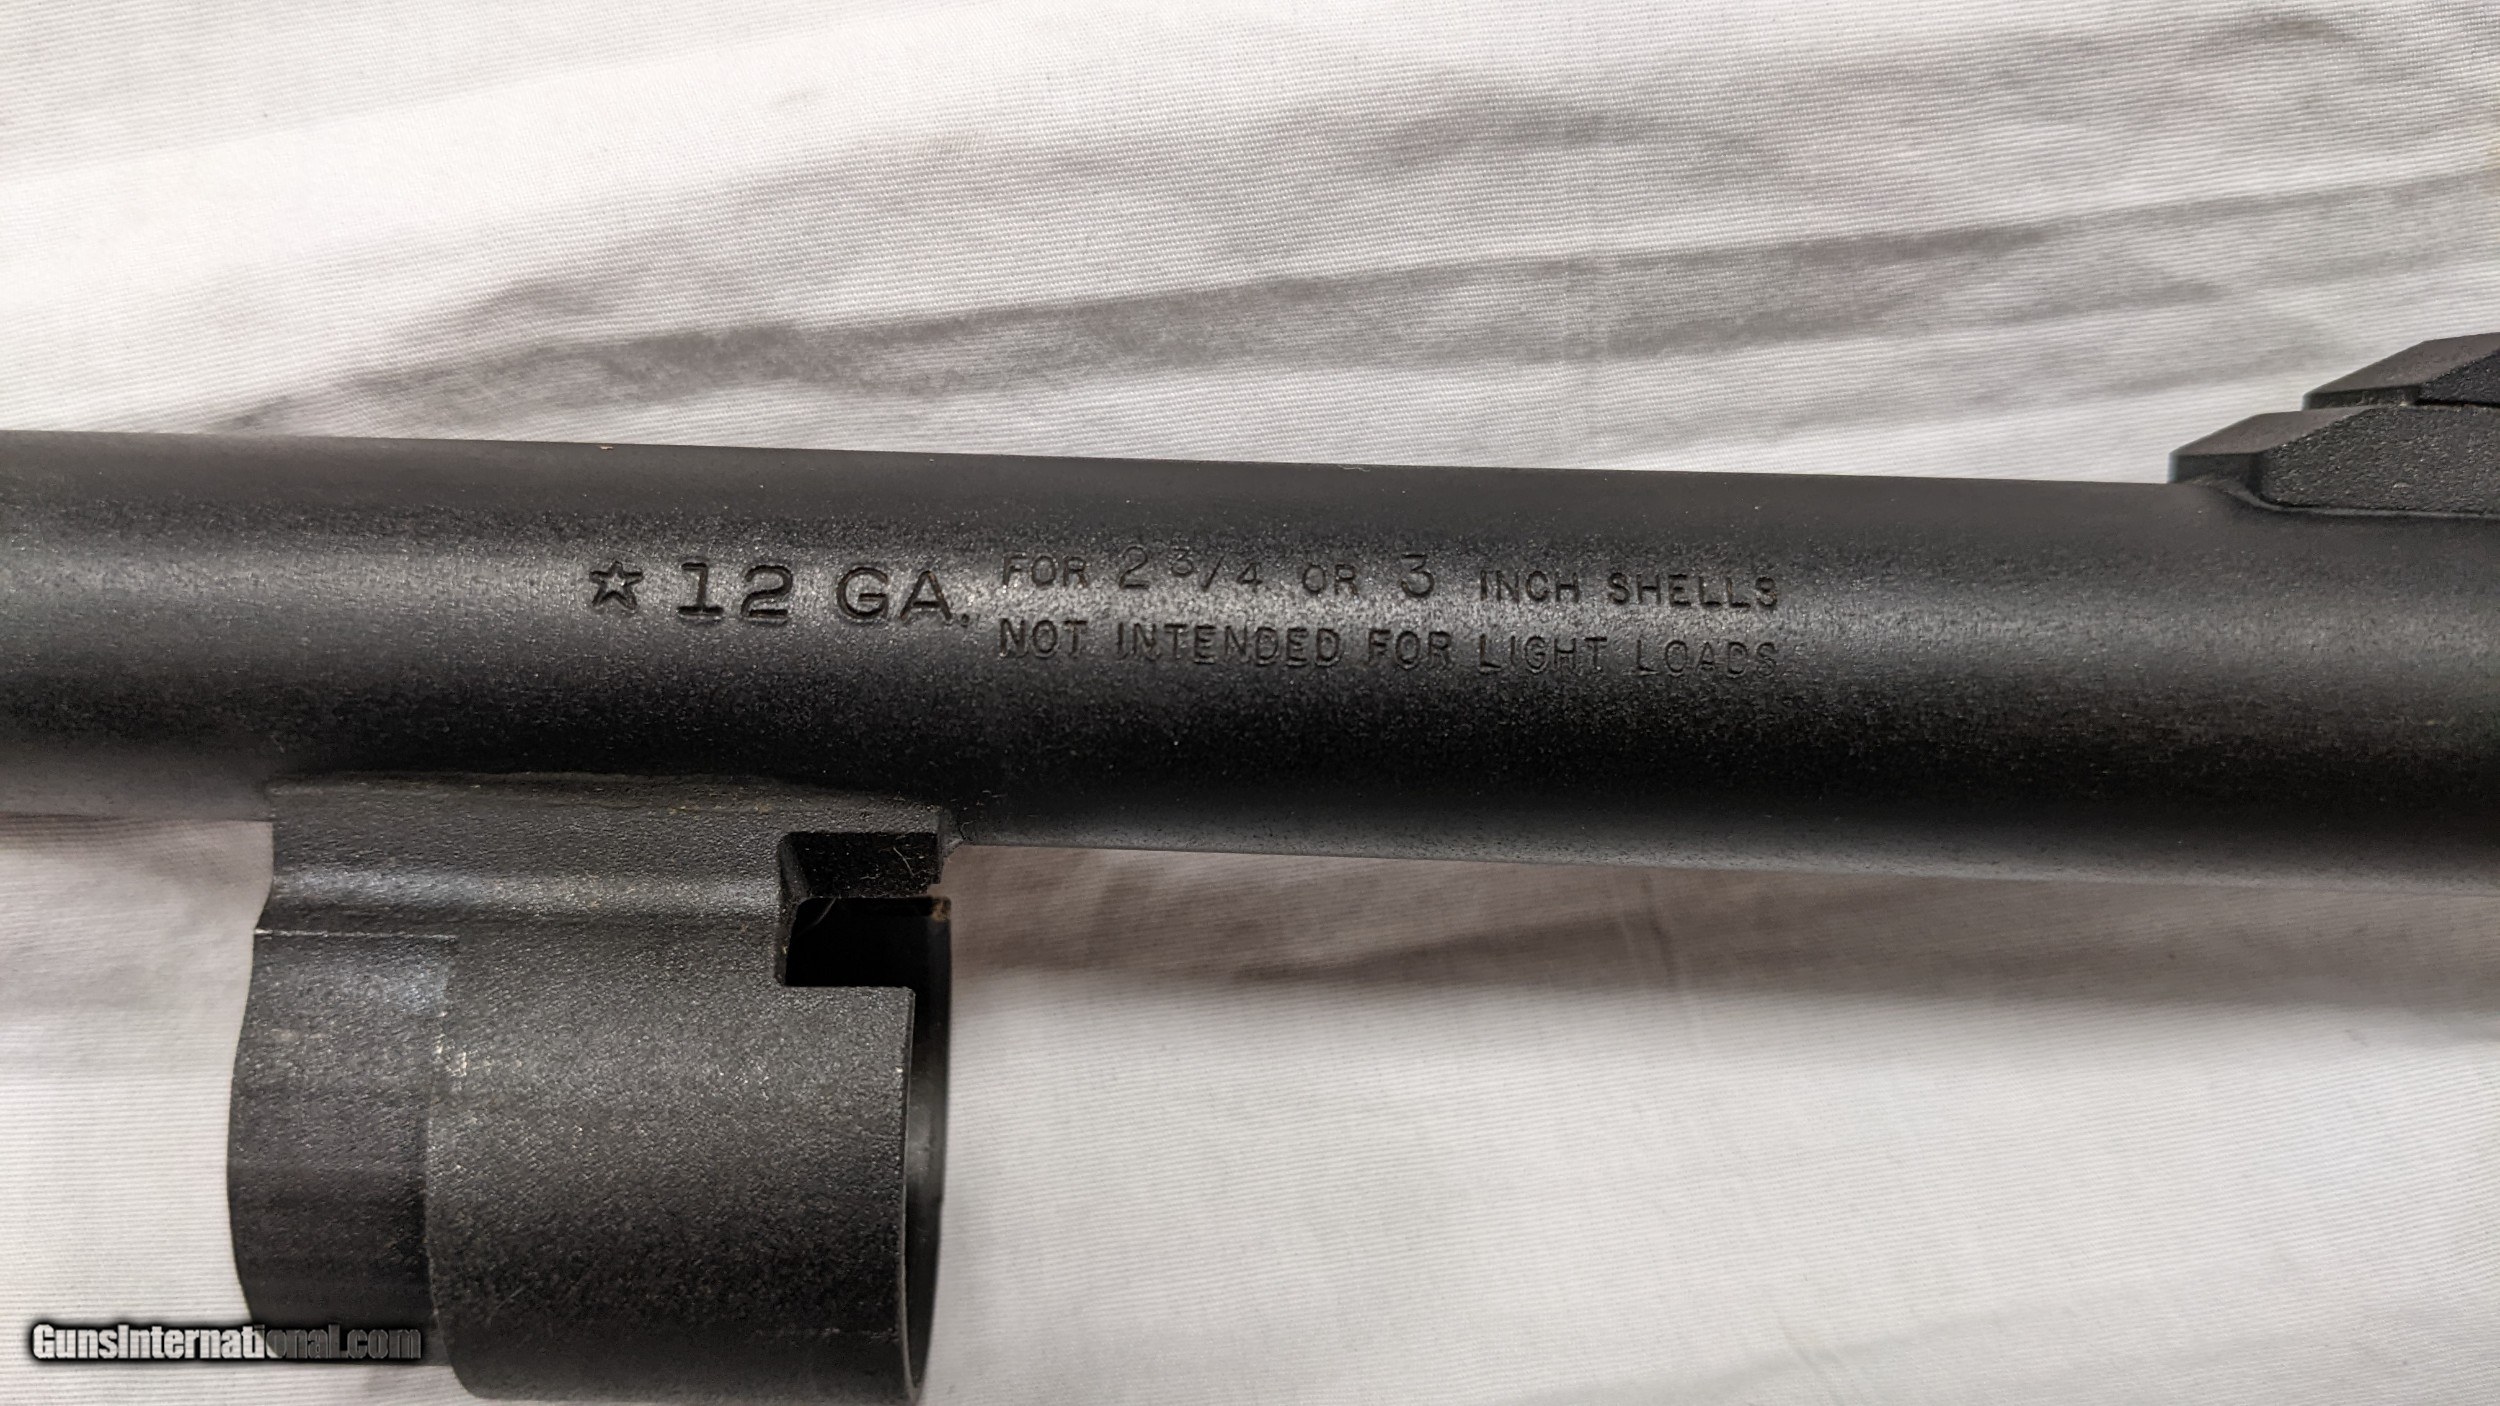 ☆ 12 GA. FOR 2 3/4 OR 3 INCH SHELLS
NOT INTENDED FOR LIGHT LOADS
GunsInternational.com